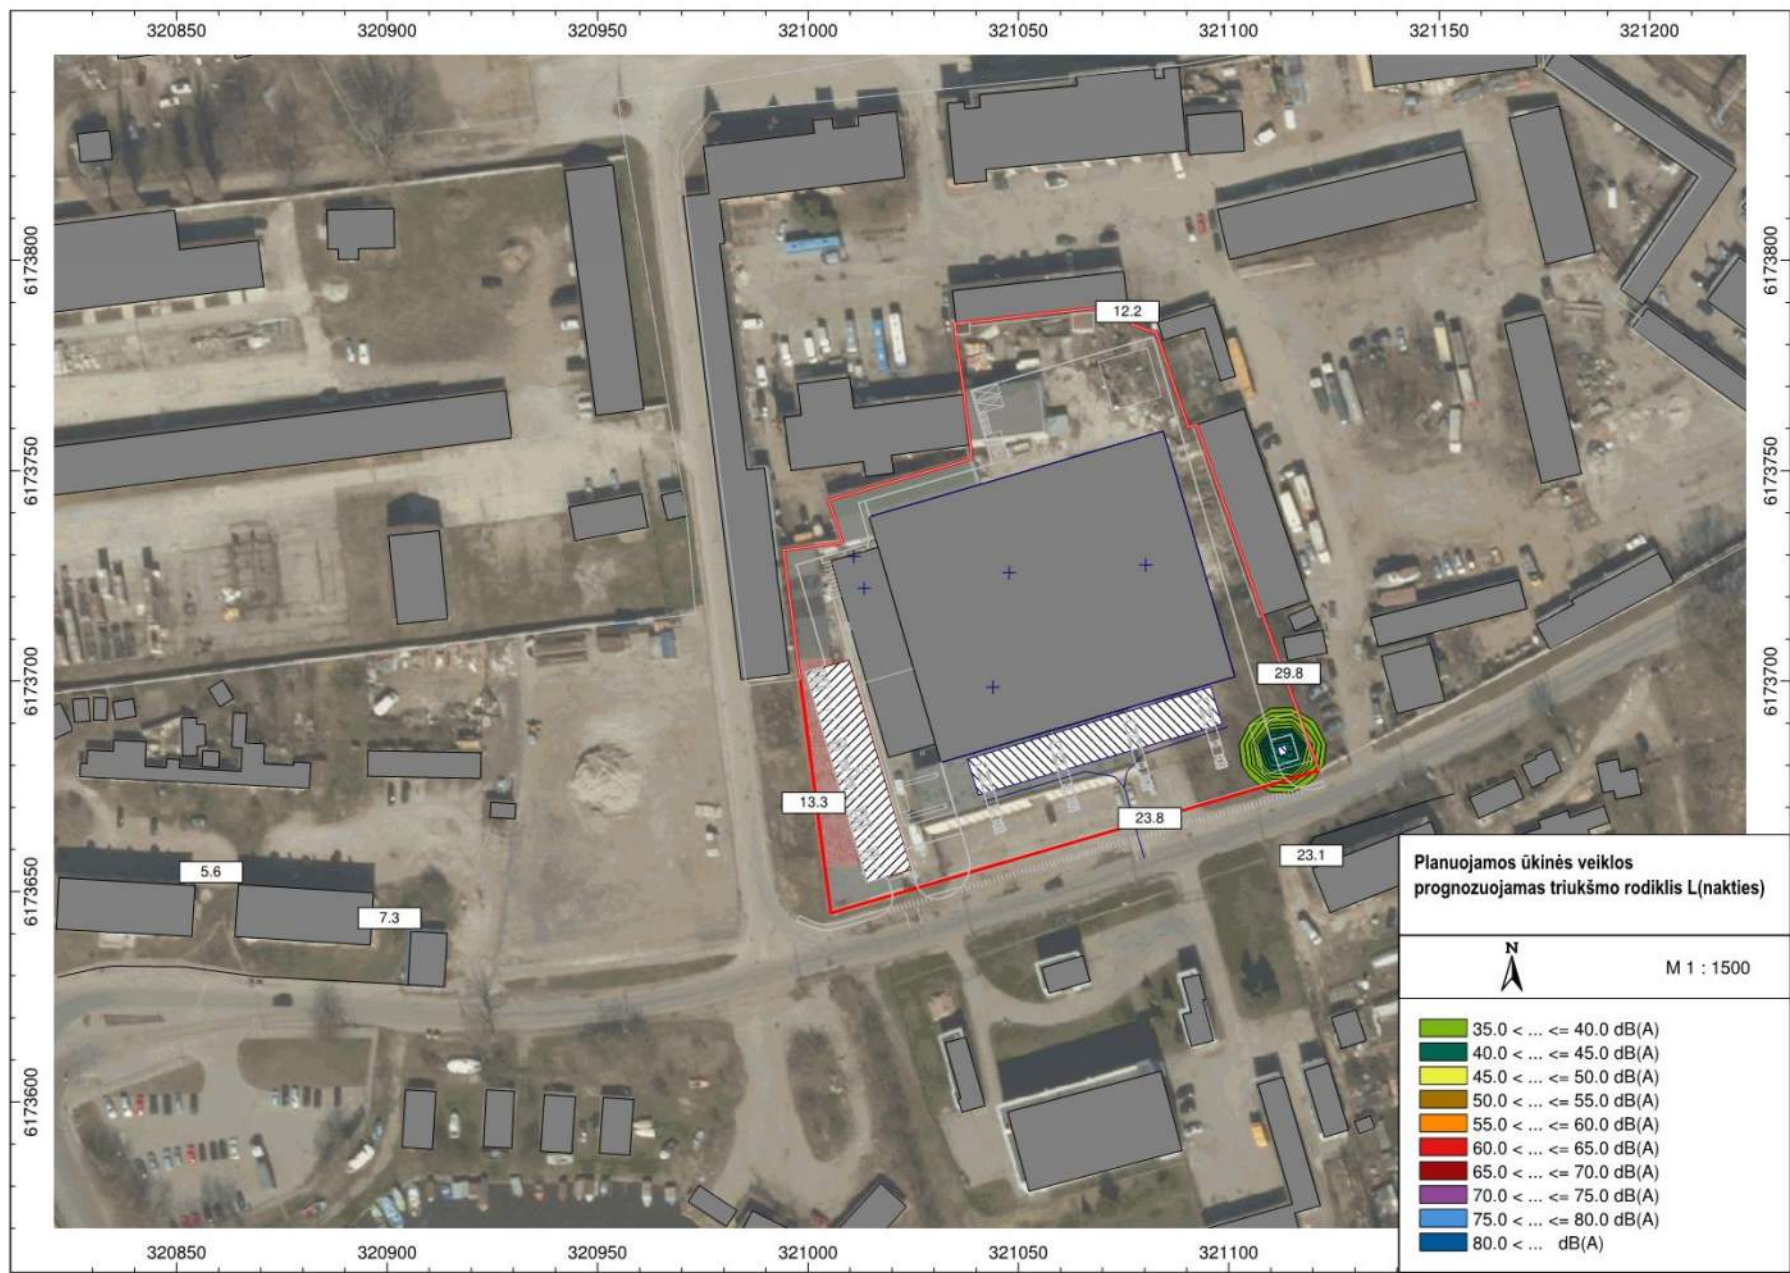 320850 320900 320950 321000 321050 321100 321150 321200
6173800 6173800
12.2
6173750 6173750
6173700 6173700
29.8
13.3
23.8
23.1
5.6
7.3
6173650
6173600
Planuojamos ūkinės veiklos
prognozuojamas triukšmo rodiklis L(nakties)
N
M 1 : 1500
35.0 < ... <= 40.0 dB(A)
40.0 < ... <= 45.0 dB(A)
45.0 < ... <= 50.0 dB(A)
50.0 < ... <= 55.0 dB(A)
55.0 < ... <= 60.0 dB(A)
60.0 < ... <= 65.0 dB(A)
65.0 < ... <= 70.0 dB(A)
70.0 < ... <= 75.0 dB(A)
75.0 < ... <= 80.0 dB(A)
80.0 < ... dB(A)
320850 320900 320950 321000 321050 321100